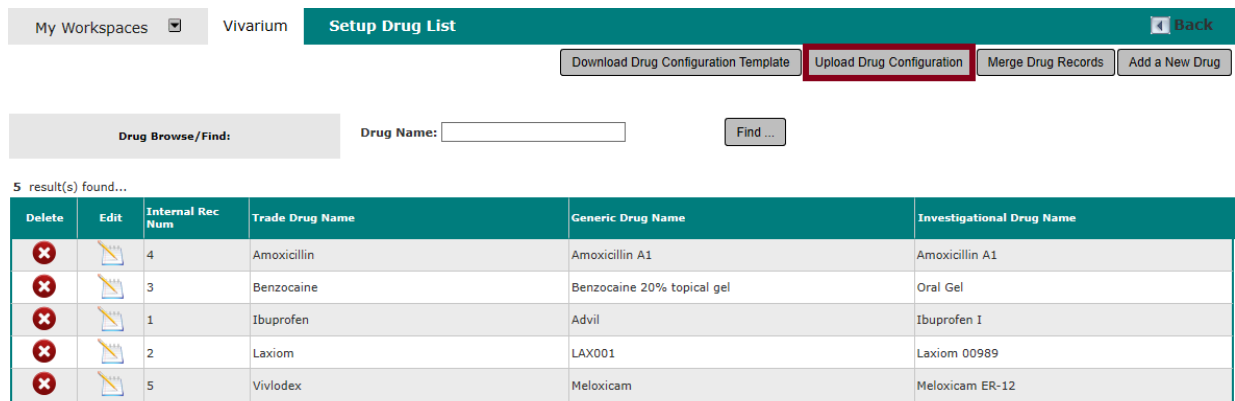 My Workspaces Vivarium Setup Drug List Back
Download Drug Configuration Template Upload Drug Configuration Merge Drug Records Add a New Drug
Drug Browse/Find: Drug Name: Find ...
5 result(s) found...
Delete Edit Internal Rec Num Trade Drug Name Generic Drug Name Investigational Drug Name
4 Amoxicillin Amoxicillin A1 Amoxicillin A1
3 Benzocaine Benzocaine 20% topical gel Oral Gel
1 Ibuprofen Advil Ibuprofen I
2 Laxiom LAX001 Laxiom 00989
5 Vivlodex Meloxicam Meloxicam ER-12